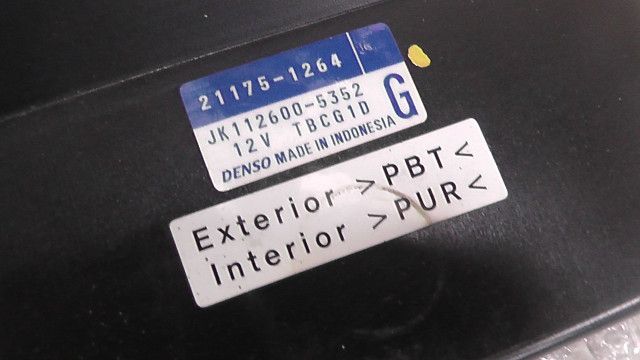 21175-1264
JK112600-5352
12V TBCG1D
G
DENSO MADE IN INDONESIA
Exterior >PBT<
Interior >PUR<